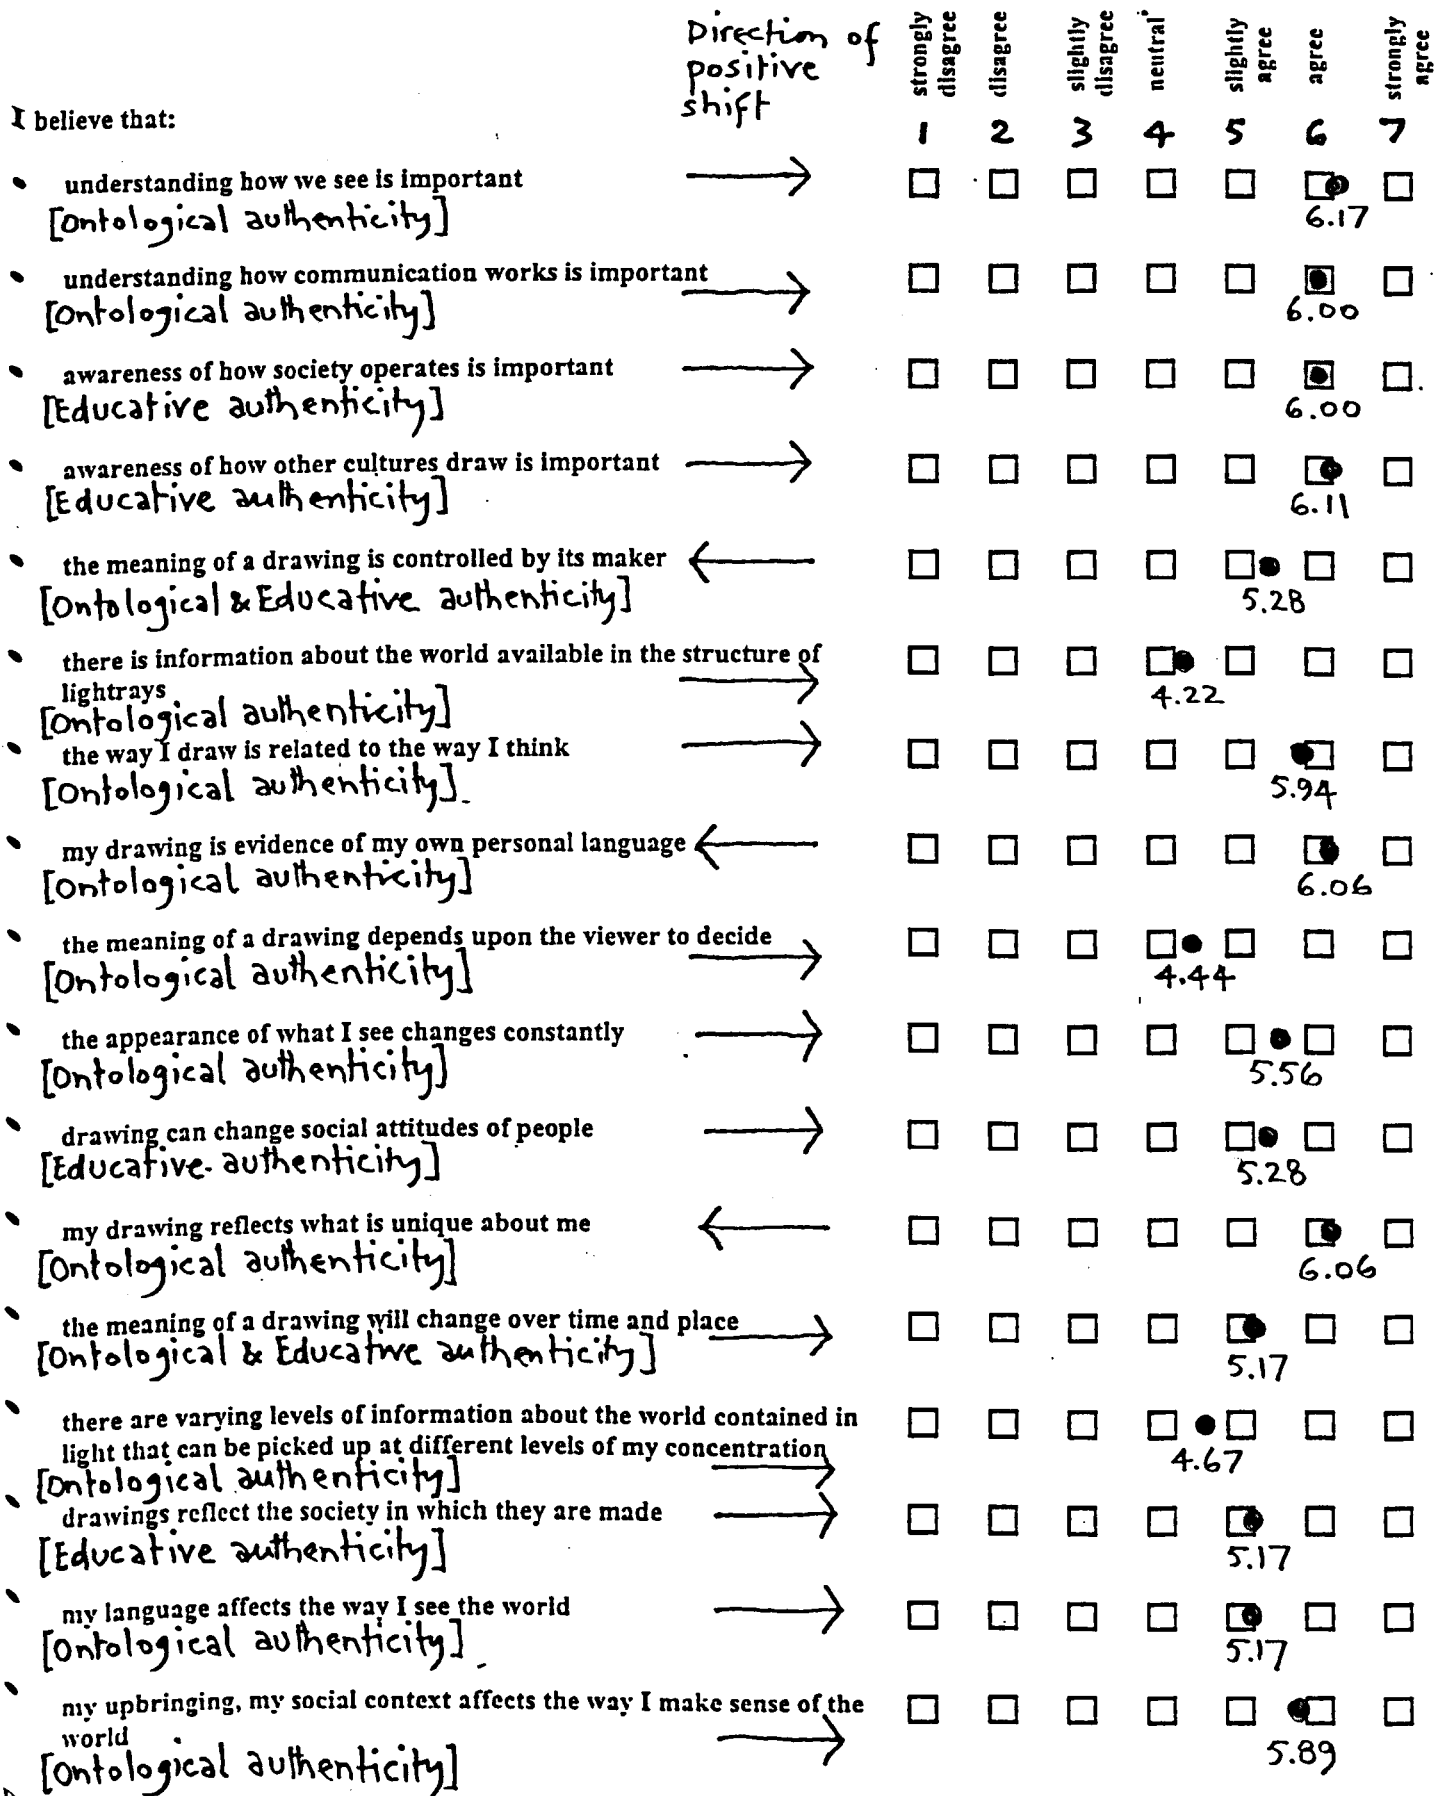 Direction of
positive
shift
strongly
disagree
disagree
slightly
disagree
neutral
slightly
agree
agree
strongly
agree
I believe that:
1 2 3 4 5 6 7
• understanding how we see is important
[Ontological authenticity]
6.17
• understanding how communication works is important
[Ontological authenticity]
6.00
• awareness of how society operates is important
[Educative authenticity]
6.00
• awareness of how other cultures draw is important
[Educative authenticity]
6.11
• the meaning of a drawing is controlled by its maker
[Ontological & Educative authenticity]
5.28
• there is information about the world available in the structure of
lightrays
[Ontological authenticity]
4.22
• the way I draw is related to the way I think
[Ontological authenticity]
5.94
• my drawing is evidence of my own personal language
[Ontological authenticity]
6.06
• the meaning of a drawing depends upon the viewer to decide
[Ontological authenticity]
4.44
• the appearance of what I see changes constantly
[Ontological authenticity]
5.56
• drawing can change social attitudes of people
[Educative authenticity]
5.28
• my drawing reflects what is unique about me
[Ontological authenticity]
6.06
• the meaning of a drawing will change over time and place
[Ontological & Educative authenticity]
5.17
• there are varying levels of information about the world contained in
light that can be picked up at different levels of my concentration
[Ontological authenticity]
4.67
• drawings reflect the society in which they are made
[Educative authenticity]
5.17
• my language affects the way I see the world
[Ontological authenticity]
5.17
• my upbringing, my social context affects the way I make sense of the
world
[Ontological authenticity]
5.89